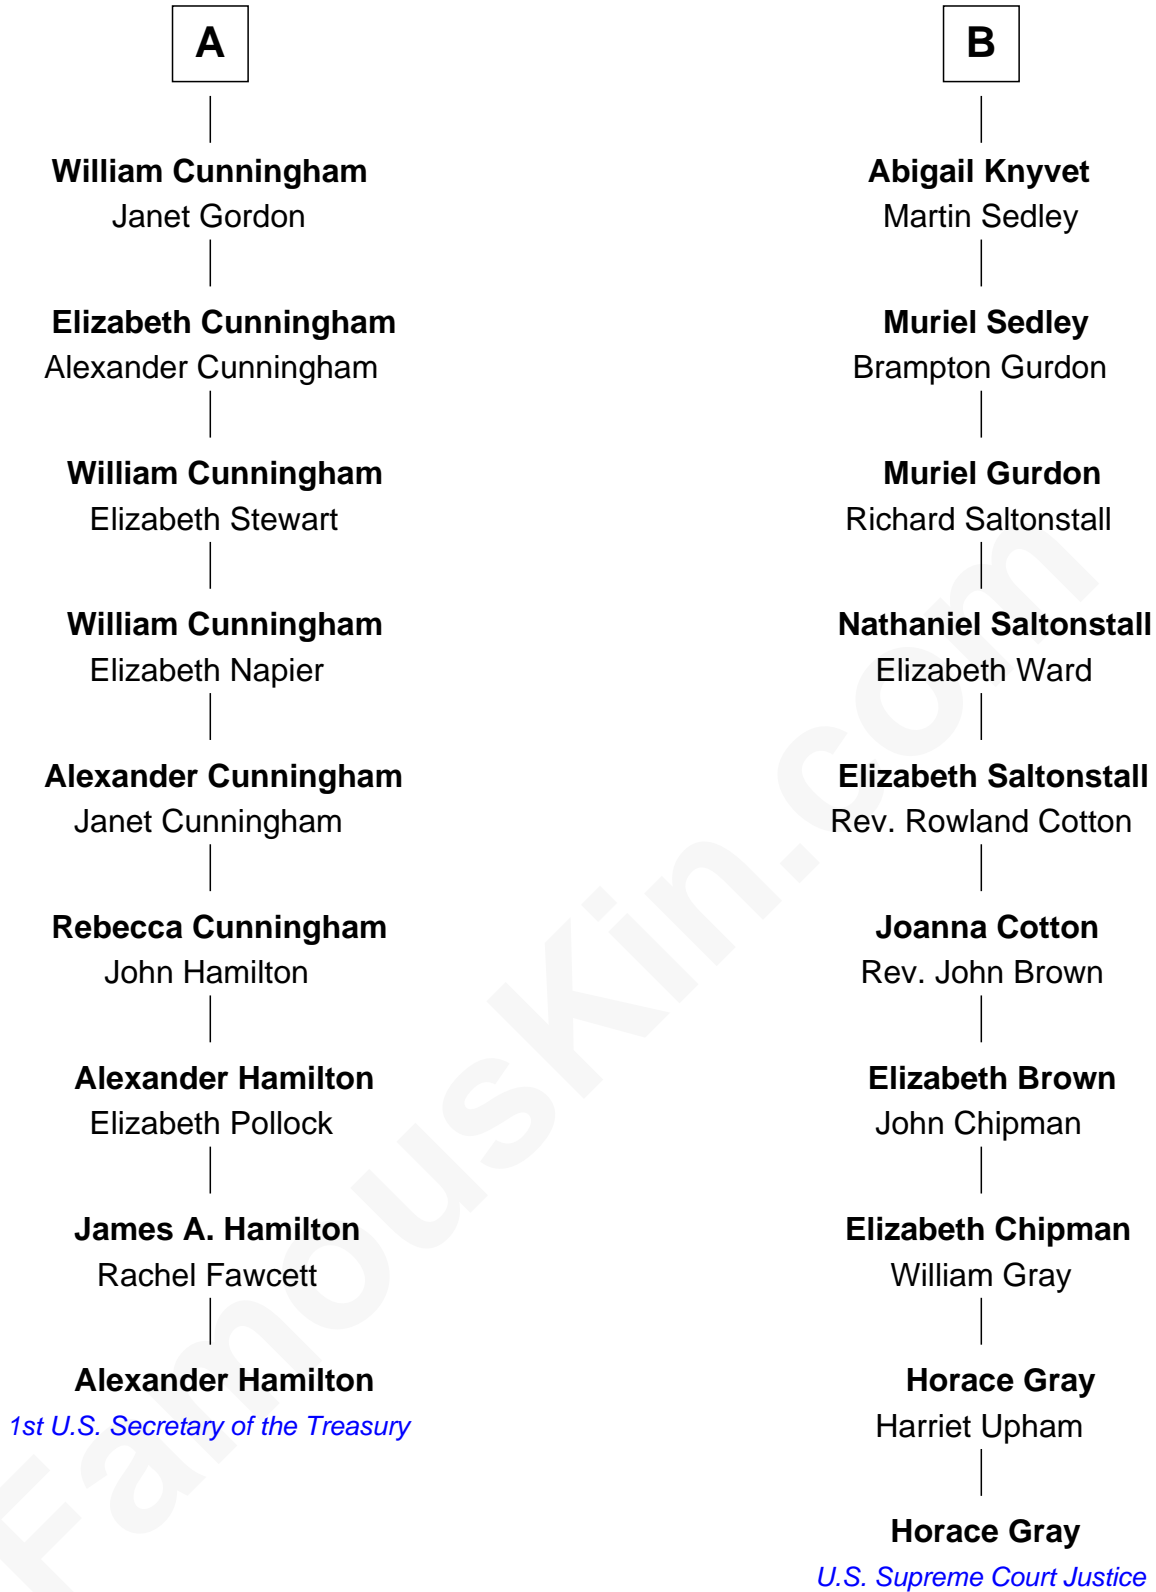 A
William Cunningham
Janet Gordon
Elizabeth Cunningham
Alexander Cunningham
William Cunningham
Elizabeth Stewart
William Cunningham
Elizabeth Napier
Alexander Cunningham
Janet Cunningham
Rebecca Cunningham
John Hamilton
Alexander Hamilton
Elizabeth Pollock
James A. Hamilton
Rachel Fawcett
Alexander Hamilton
1st U.S. Secretary of the Treasury
B
Abigail Knyvet
Martin Sedley
Muriel Sedley
Brampton Gurdon
Muriel Gurdon
Richard Saltonstall
Nathaniel Saltonstall
Elizabeth Ward
Elizabeth Saltonstall
Rev. Rowland Cotton
Joanna Cotton
Rev. John Brown
Elizabeth Brown
John Chipman
Elizabeth Chipman
William Gray
Horace Gray
Harriet Upham
Horace Gray
U.S. Supreme Court Justice
FamousKin.com